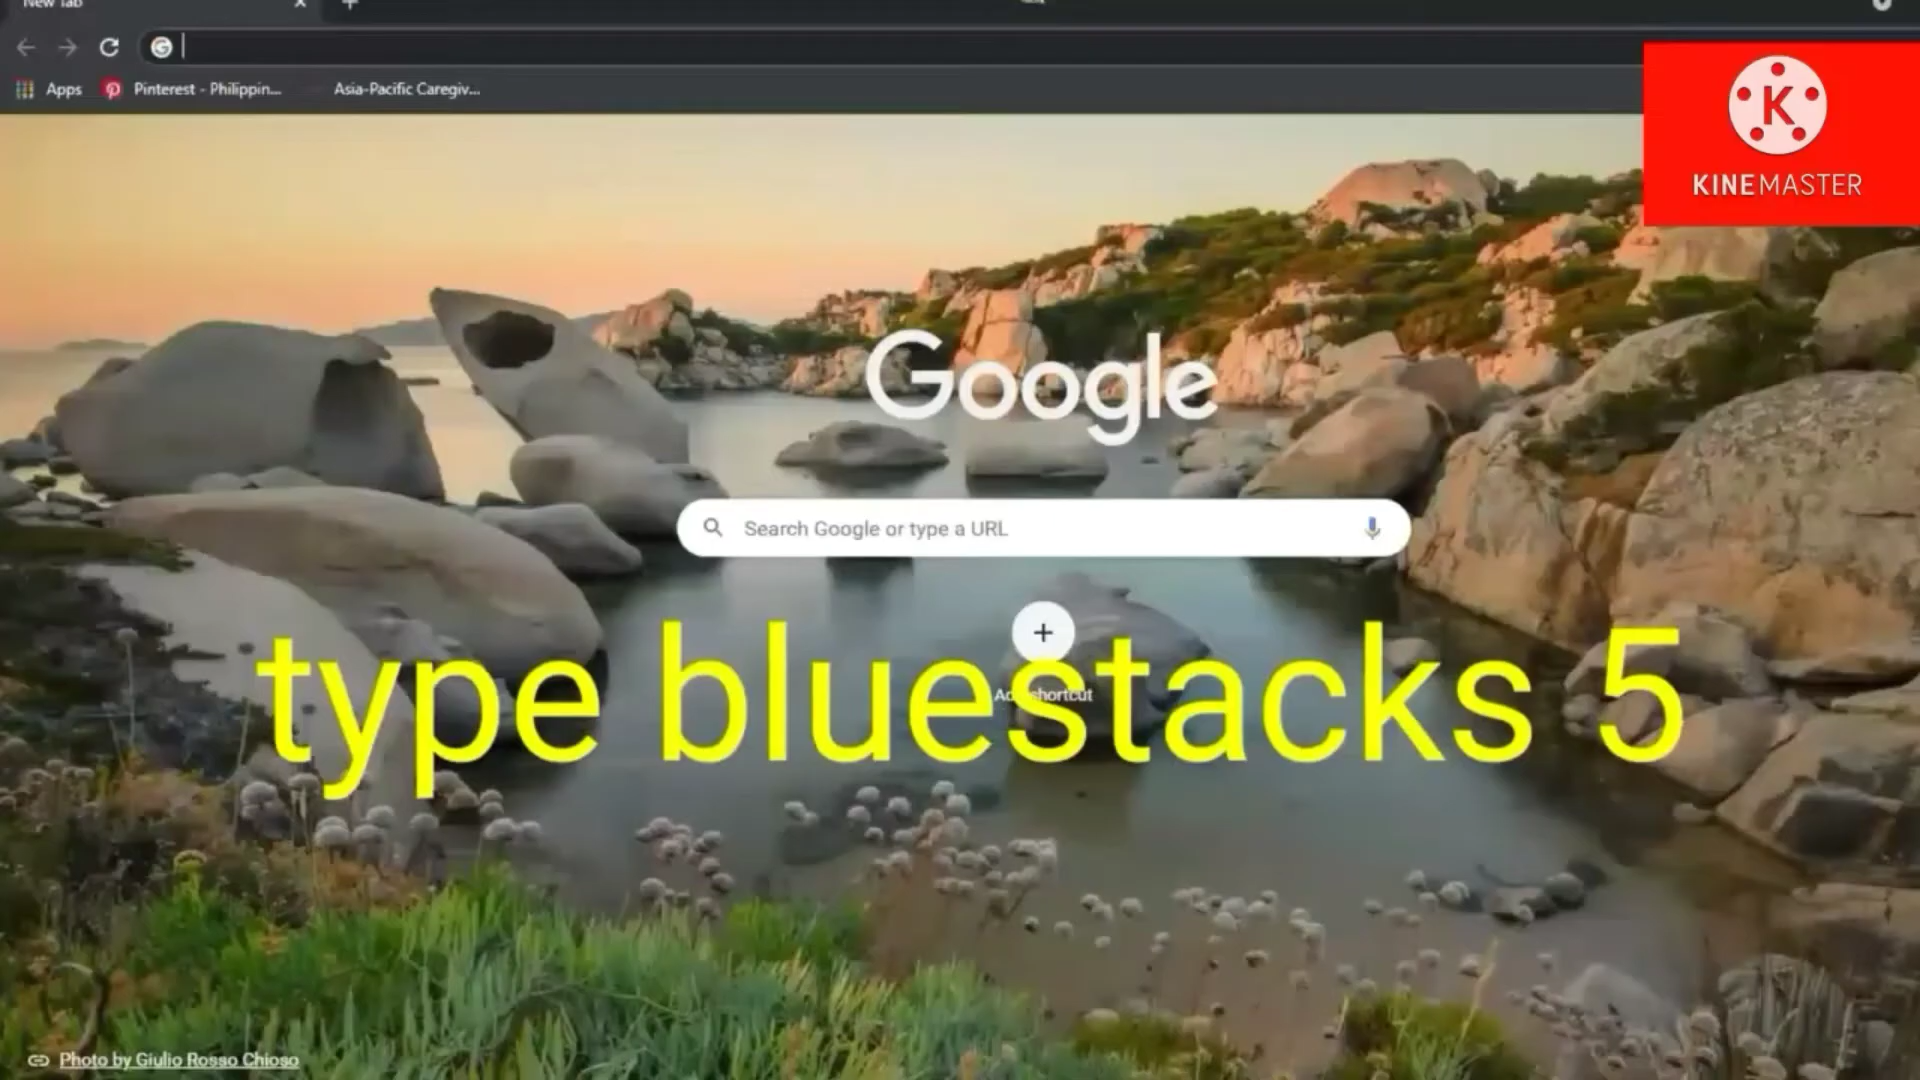 New Tab
Apps
Pinterest - Philippin...
Asia-Pacific Caregiv...
K
KINEMASTER
Google
Search Google or type a URL
Add shortcut
type bluestacks 5
Photo by Giulio Rosso Chioso